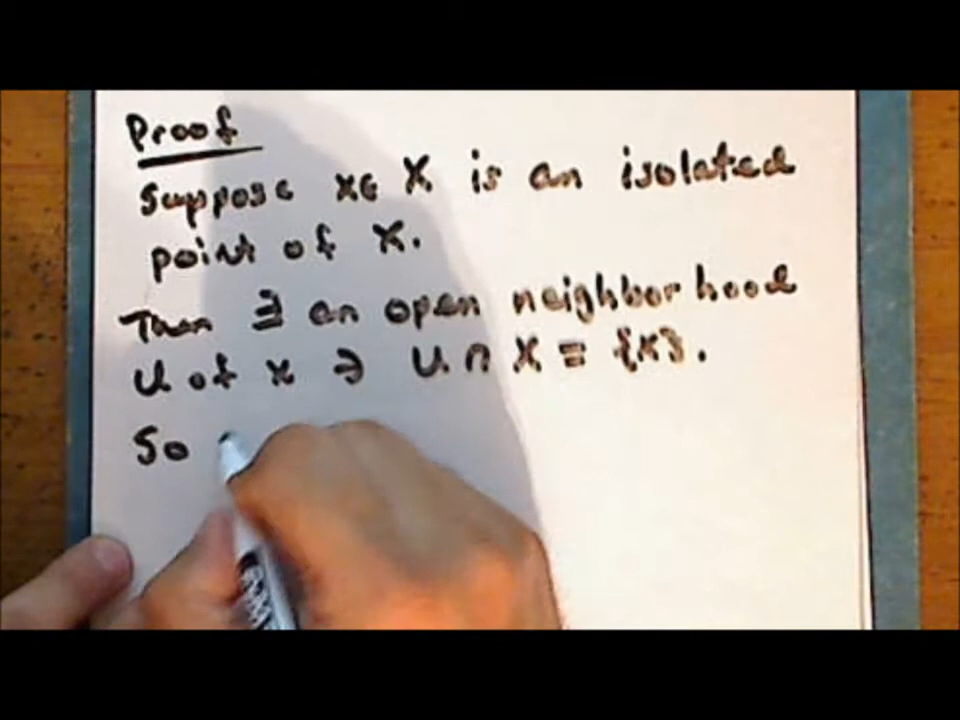 Proof
Suppose x∈ X is an isolated
point of X.
Then ∃ an open neighborhood
U of x ∋ U ∩ X = {x}.
So